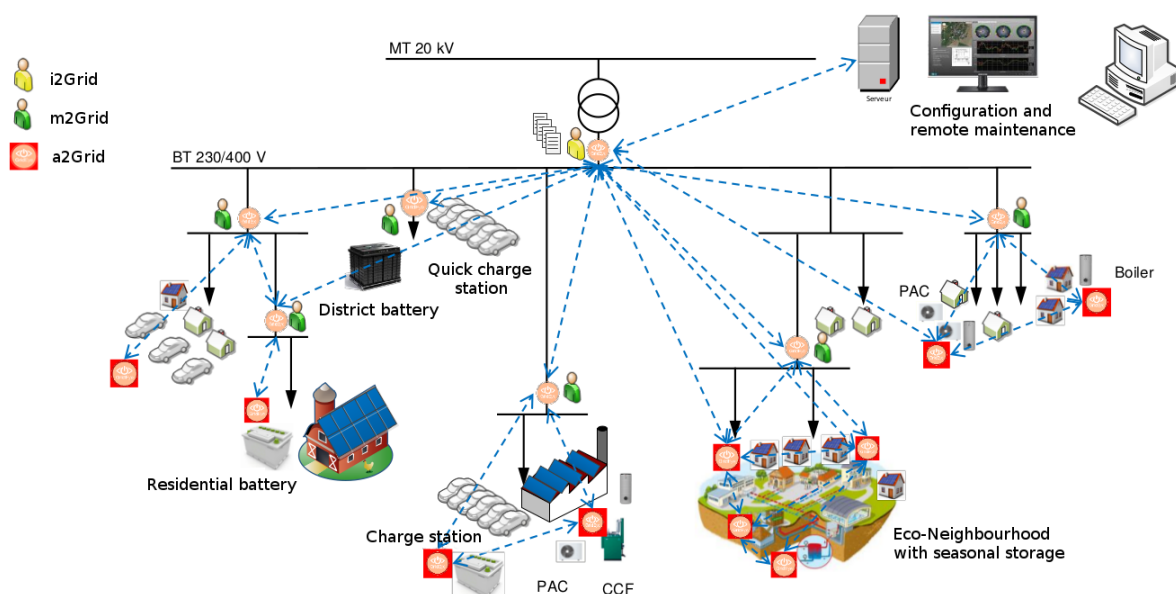 MT 20 kV
i2Grid
m2Grid
a2Grid
Serveur
Configuration and
remote maintenance
BT 230/400 V
Quick charge
station
District battery
PAC
Boiler
Residential battery
Charge station
PAC
CCF
Eco-Neighbourhood
with seasonal storage